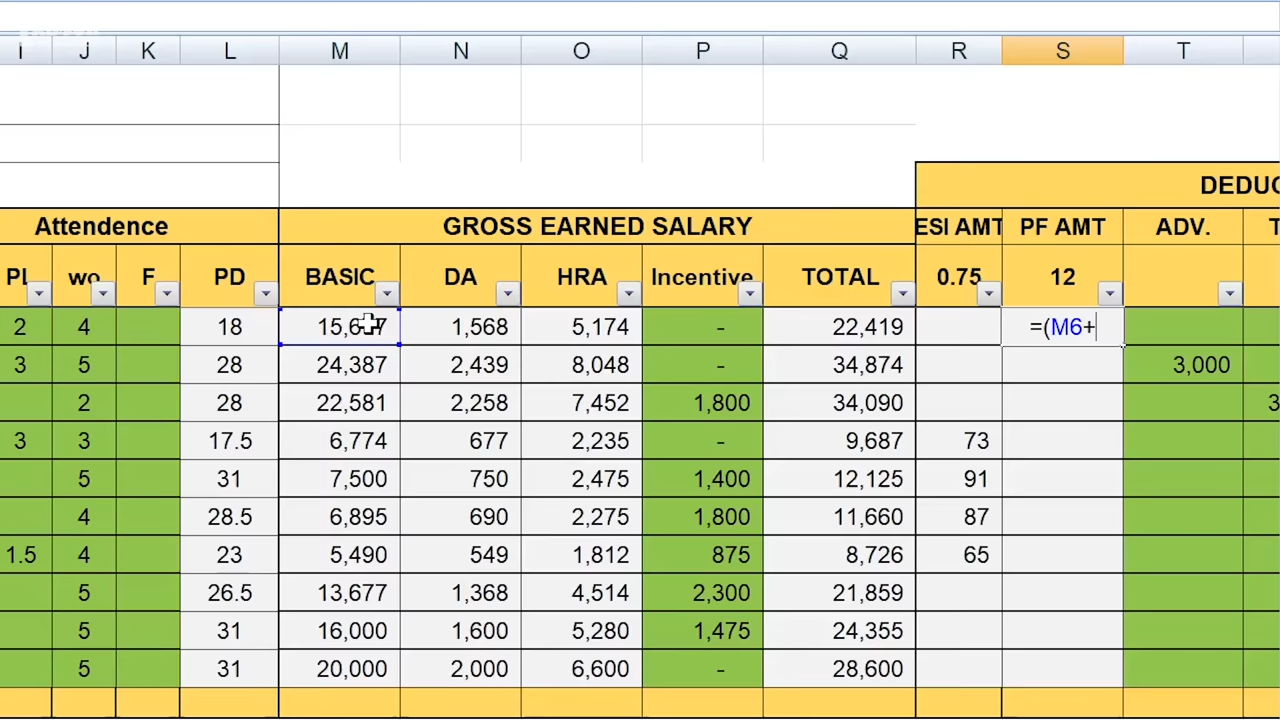 I J K L M N O P Q R S T
DEDUC
Attendence GROSS EARNED SALARY ESI AMT PF AMT ADV. T
PL wo F PD BASIC DA HRA Incentive TOTAL 0.75 12
2 4 18 5,174 1,568 - 22,419 =(M6+
3 5 28 24,387 2,439 8,048 - 34,874 3,000
2 28 22,581 2,258 7,452 1,800 34,090 3
3 3 17.5 6,774 677 2,235 - 9,687 73
5 31 7,500 750 2,475 1,400 12,125 91
4 28.5 6,895 690 2,275 1,800 11,660 87
1.5 4 23 5,490 549 1,812 875 8,726 65
5 26.5 13,677 1,368 4,514 2,300 21,859
5 31 16,000 1,600 5,280 1,475 24,355
5 31 20,000 2,000 6,600 - 28,600